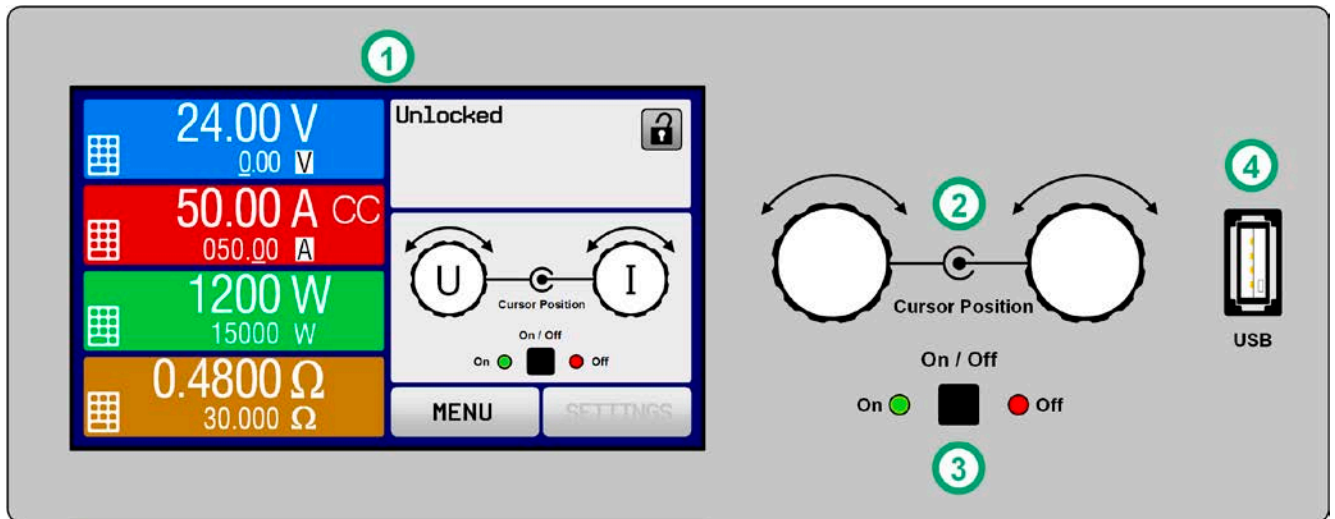 1
24.00 V
0.00 V
50.00 A CC
050.00 A
1200 W
15000 W
0.4800 Ω
30.000 Ω
Unlocked
U I
Cursor Position
On / Off
On Off
MENU SETTINGS
2
Cursor Position
On / Off
On Off
3
4
USB